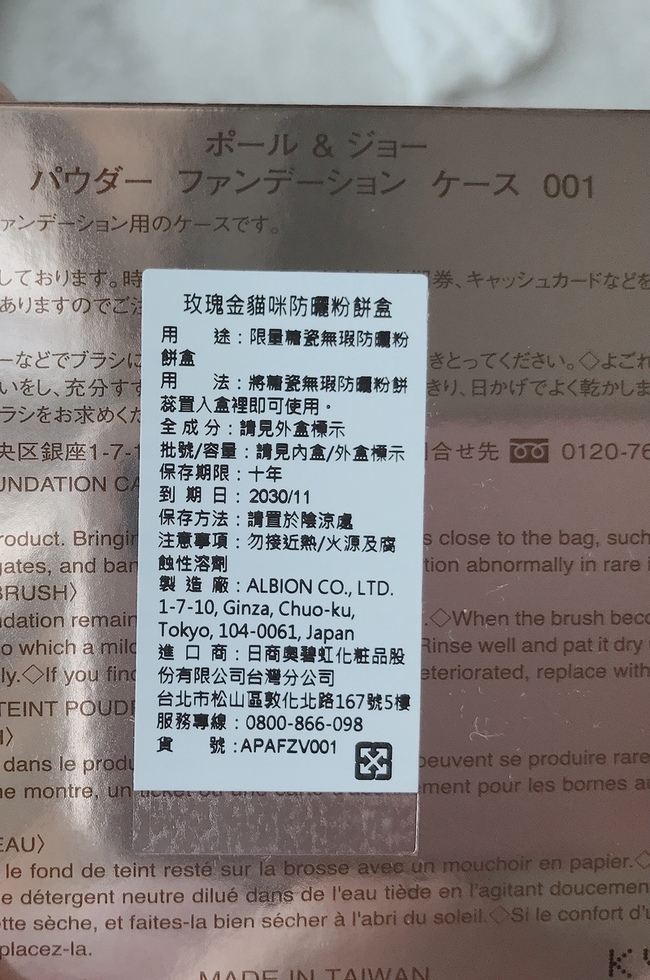 ポール & ジョー
パウダー ファンデーション ケース 001
ァンデーション用のケースです。
しております。時 券、キャッシュカードなどを
ありますのでご注
玫瑰金貓咪防曬粉餅盒
用 途：限量糖瓷無瑕防曬粉
餅盒
ーなどでブラシに きとってください。◇よごれ
用 法：將糖瓷無瑕防曬粉餅
いをし、充分す きり、日かげでよく乾かしま
蕊置入盒裡即可使用。
ラシをお求めくだ
全成分：請見外盒標示
央区銀座1-7-1 合せ先 0120-76
批號/容量：請見內盒/外盒標示
保存期限：十年
UNDATION CA
到 期 日：2030/11
保存方法：請置於陰涼處
roduct. Bringin s close to the bag, such
注意事項：勿接近熱/火源及腐
gates, and ban tion abnormally in rare
蝕性溶劑
BRUSH〉
製 造 廠：ALBION CO., LTD.
1-7-10, Ginza, Chuo-ku,
ndation remain .◇When the brush beco
Tokyo, 104-0061, Japan
o which a mild Rinse well and pat it dry
進 口 商：日商奧碧虹化粧品股
ly.◇If you find eteriorated, replace with
份有限公司台灣分公司
台北市松山區敦化北路167號5樓
TEINT POUD
服務專線：0800-866-098
貨 號：APAFZV001
dans le produ peuvent se produire rare
ne montre, un ticket ou une carte ement pour les bornes au
EAU〉
le fond de teint resté sur la brosse avec un mouchoir en papier.◇
e détergent neutre dilué dans de l'eau tiède en l'agitant doucemen
tte sèche, et faites-la bien sécher à l'abri du soleil.◇Si le confort d'u
placez-la.
MADE IN TAIWAN